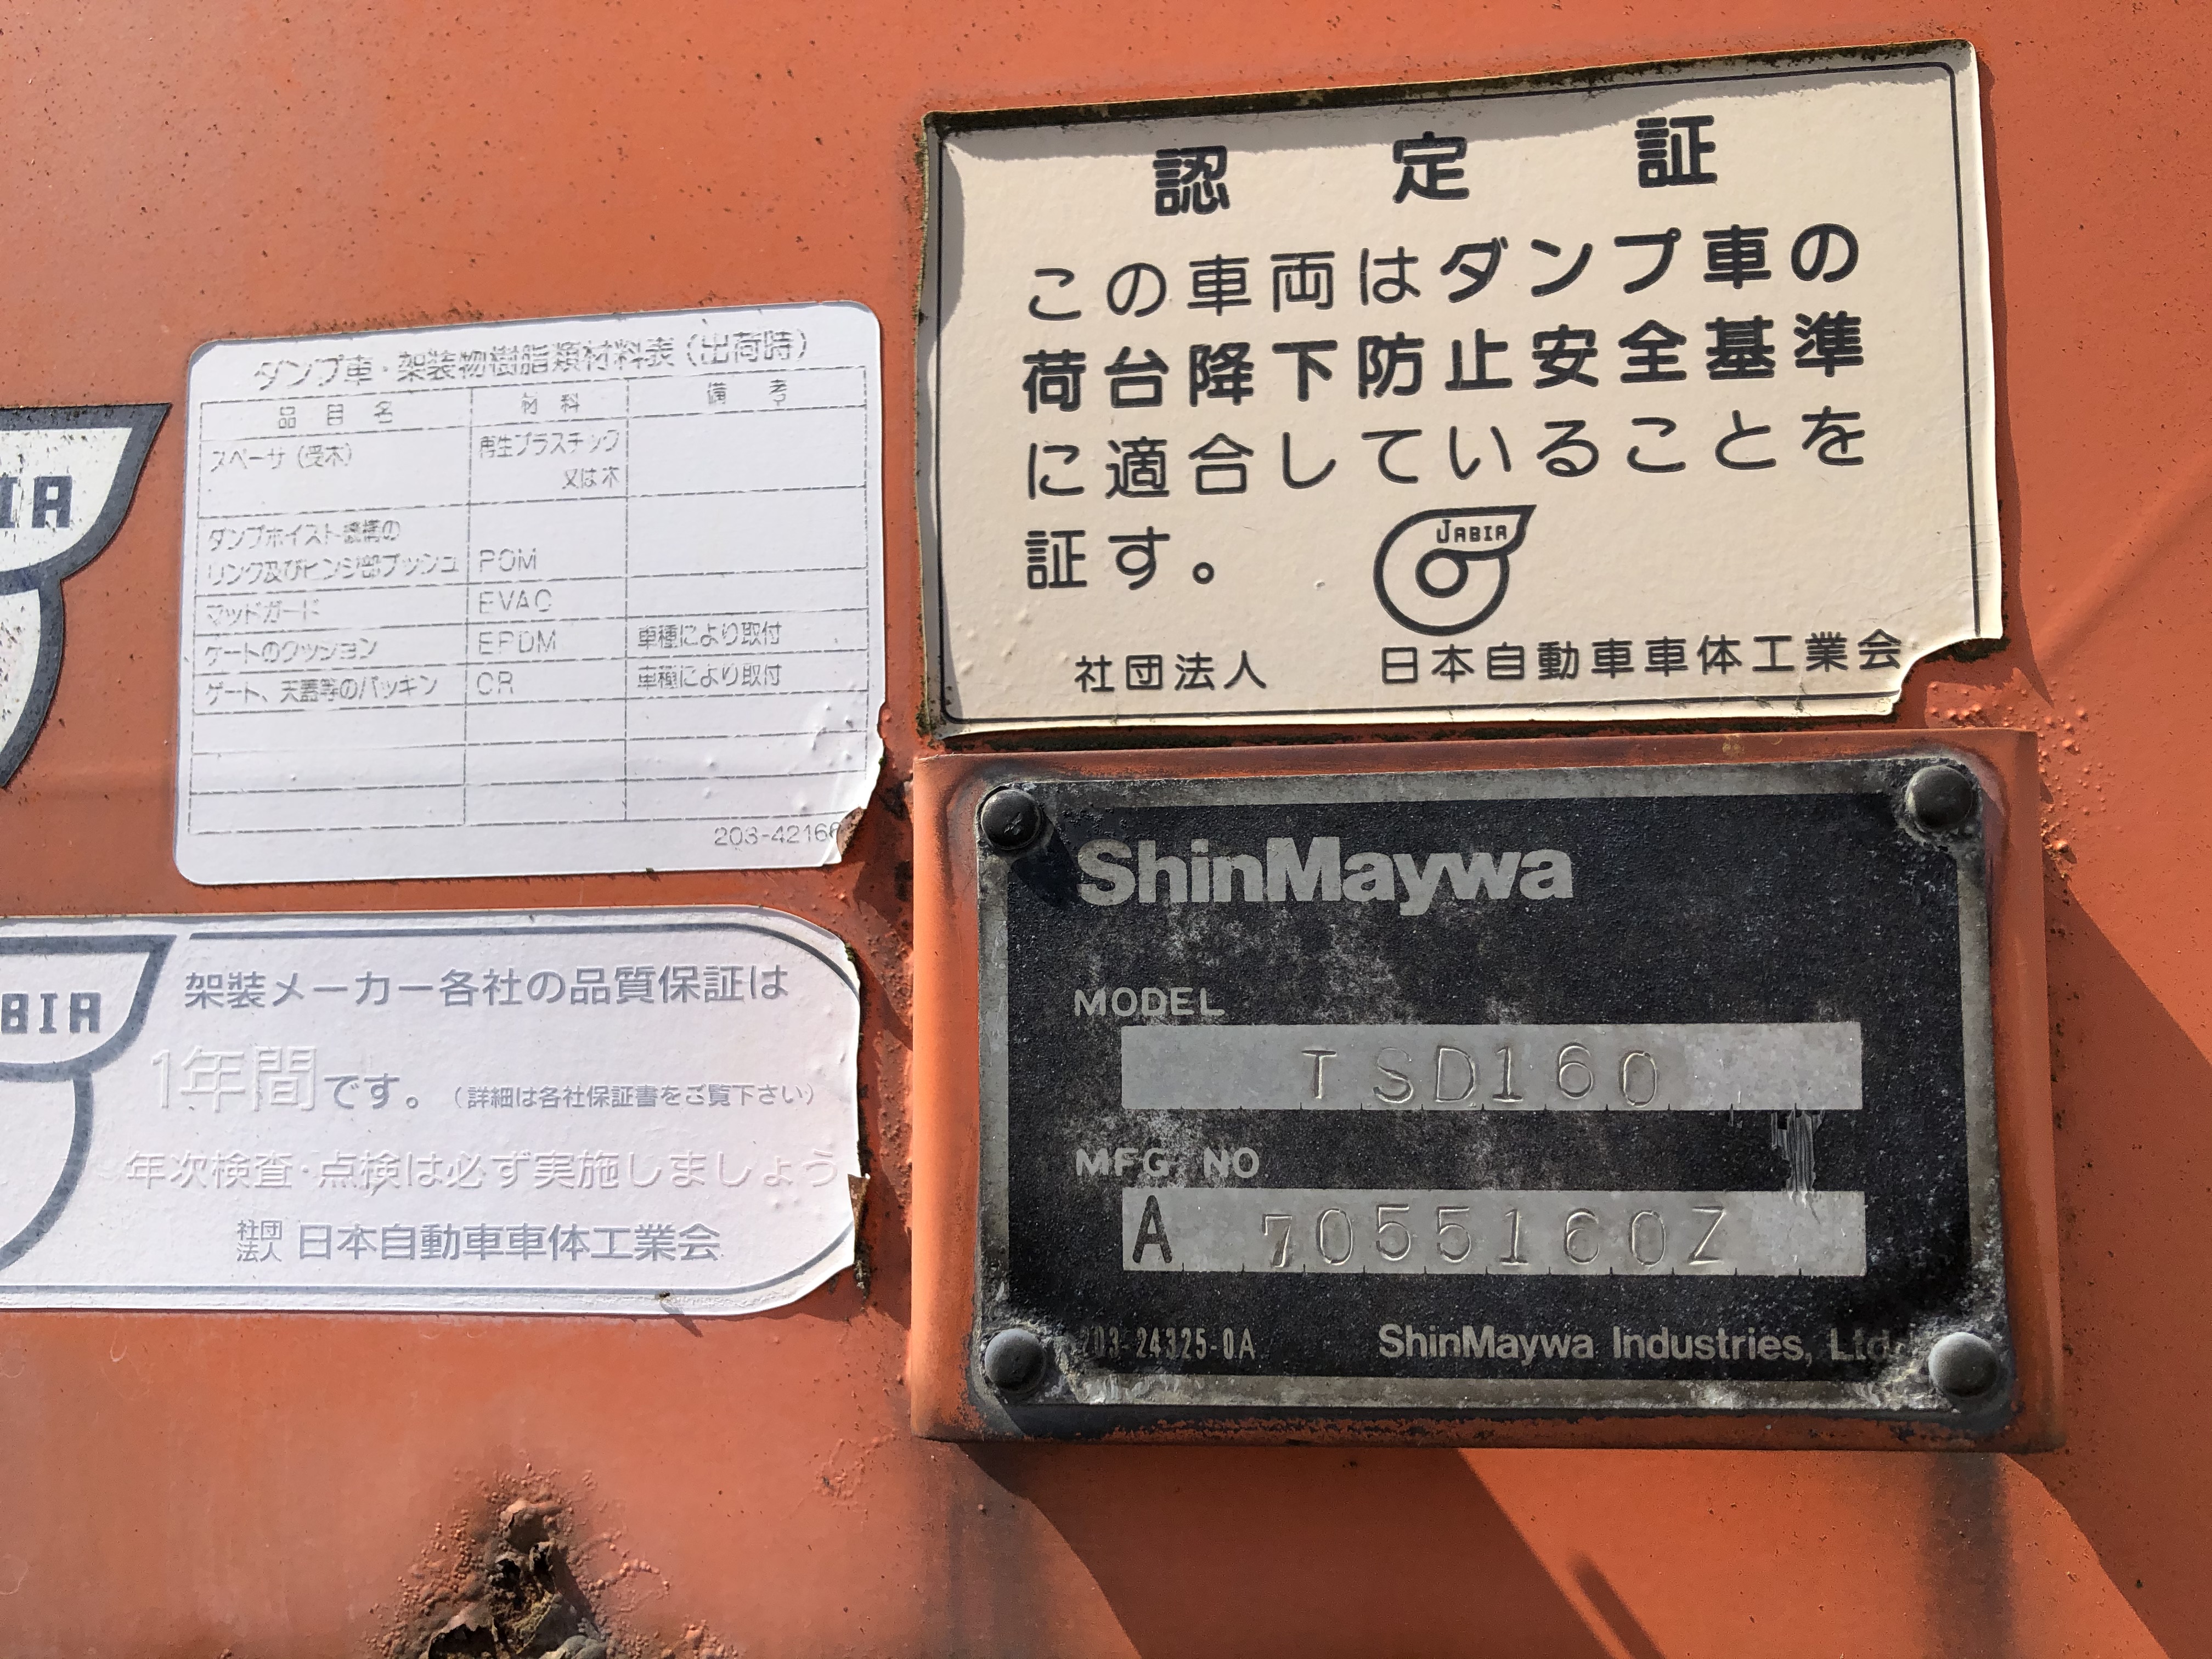 認 定 証
この車両はダンプ車の
荷台降下防止安全基準
に適合していることを
証す。
JABIA
社団法人 日本自動車車体工業会
ダンプ車・架装物樹脂類材料表(出荷時)
品目名 材料 備考
スペーサ(受木) 再生プラスチック
又は木
ダンプホイスト機構の
リンク及びヒンジ部ブッシュ POM
マッドガード EVAC
ゲートのクッション EPDM 車種により取付
ゲート、天蓋等のパッキン CR 車種により取付
203-42166
IA
BIA
架装メーカー各社の品質保証は
1年間です。(詳細は各社保証書をご覧下さい)
年次検査・点検は必ず実施しましょう
社団法人 日本自動車車体工業会
ShinMaywa
MODEL
TSD160
MFG NO
A 7055160Z
203-24325-0A ShinMaywa Industries, Ltd.